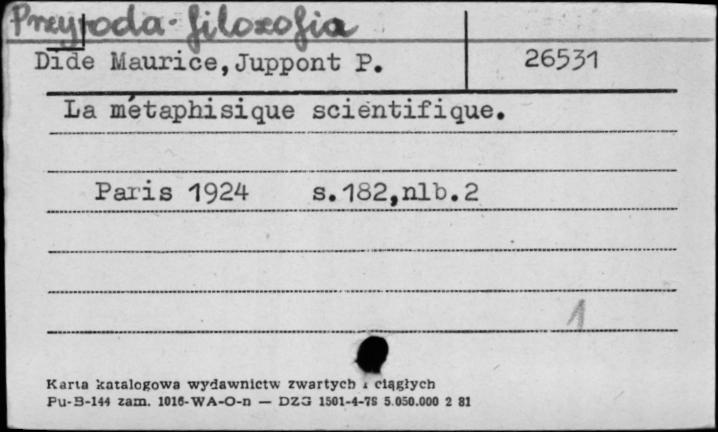 Przyroda-filozofia
Dide Maurice, Juppont P. 26531
La métaphisique scientifique.
Paris 1924 s.182,nlb.2
1
Karta katalogowa wydawnictw zwartych i ciągłych
Pu-B-144 zam. 1016-WA-O-n — DZG 1501-4-78 5.050.000 2 81